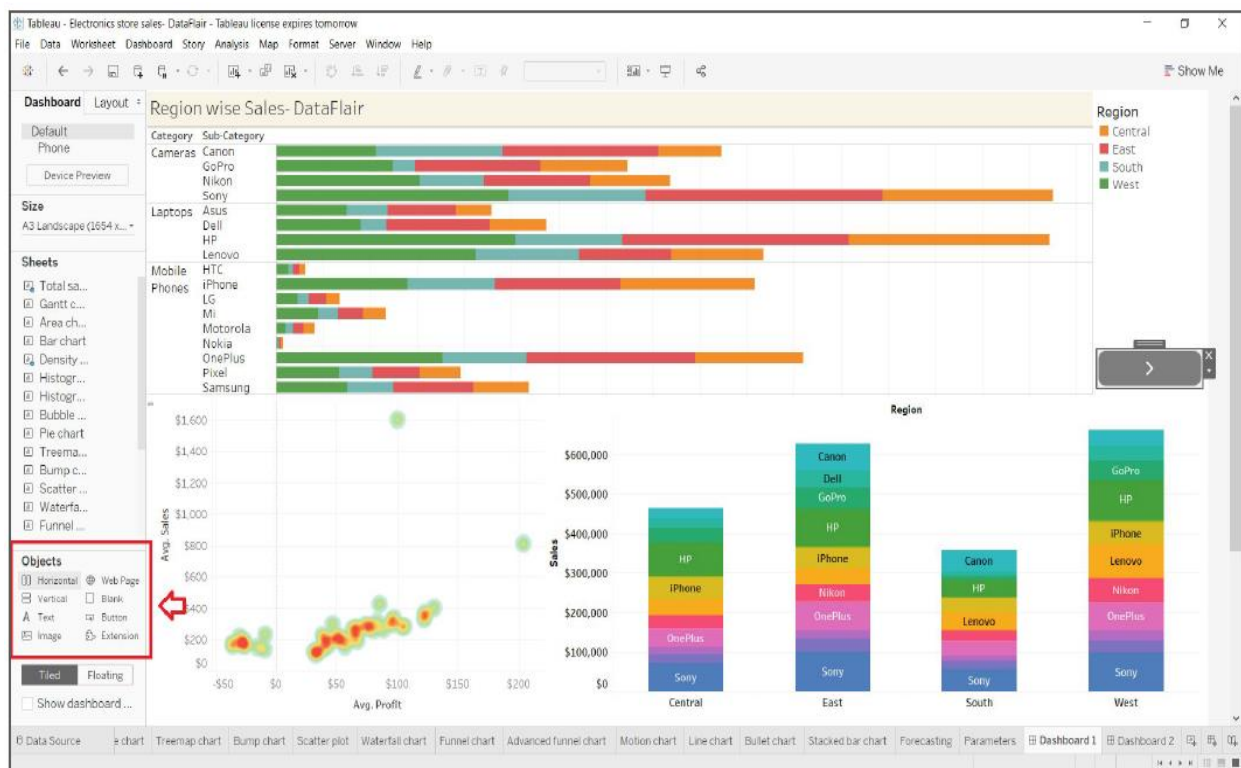 Tableau - Electronics store sales- DataFlair - Tableau license expires tomorrow
File Data Worksheet Dashboard Story Analysis Map Format Server Window Help
Show Me
Dashboard Layout
Default
Phone
Device Preview
Size
A3 Landscape (1654 x...
Sheets
Total sa...
Gantt c...
Area ch...
Bar chart
Density ...
Histogr...
Histogr...
Bubble ...
Pie chart
Treema...
Bump c...
Scatter ...
Waterfa...
Funnel ...
Objects
Horizontal Web Page
Vertical Blank
Text Button
Image Extension
Tiled Floating
Show dashboard ...
Region wise Sales- DataFlair
Category Sub-Category
Cameras Canon
GoPro
Nikon
Sony
Laptops Asus
Dell
HP
Lenovo
Mobile Phones HTC
iPhone
LG
Mi
Motorola
Nokia
OnePlus
Pixel
Samsung
Region
Central
East
South
West
Avg. Sales
$1,600
$1,400
$1,200
$1,000
$800
$600
$400
$200
$0
-$50 $0 $50 $100 $150 $200
Avg. Profit
Region
Sales
$600,000
$500,000
$400,000
$300,000
$200,000
$100,000
$0
HP
iPhone
OnePlus
Sony
Central
Canon
Dell
GoPro
HP
iPhone
Nikon
OnePlus
Sony
East
Canon
HP
Lenovo
Sony
South
GoPro
HP
iPhone
Lenovo
Nikon
OnePlus
Sony
West
Data Source e chart Treemap chart Bump chart Scatter plot Waterfall chart Funnel chart Advanced funnel chart Motion chart Line chart Bullet chart Stacked bar chart Forecasting Parameters Dashboard 1 Dashboard 2